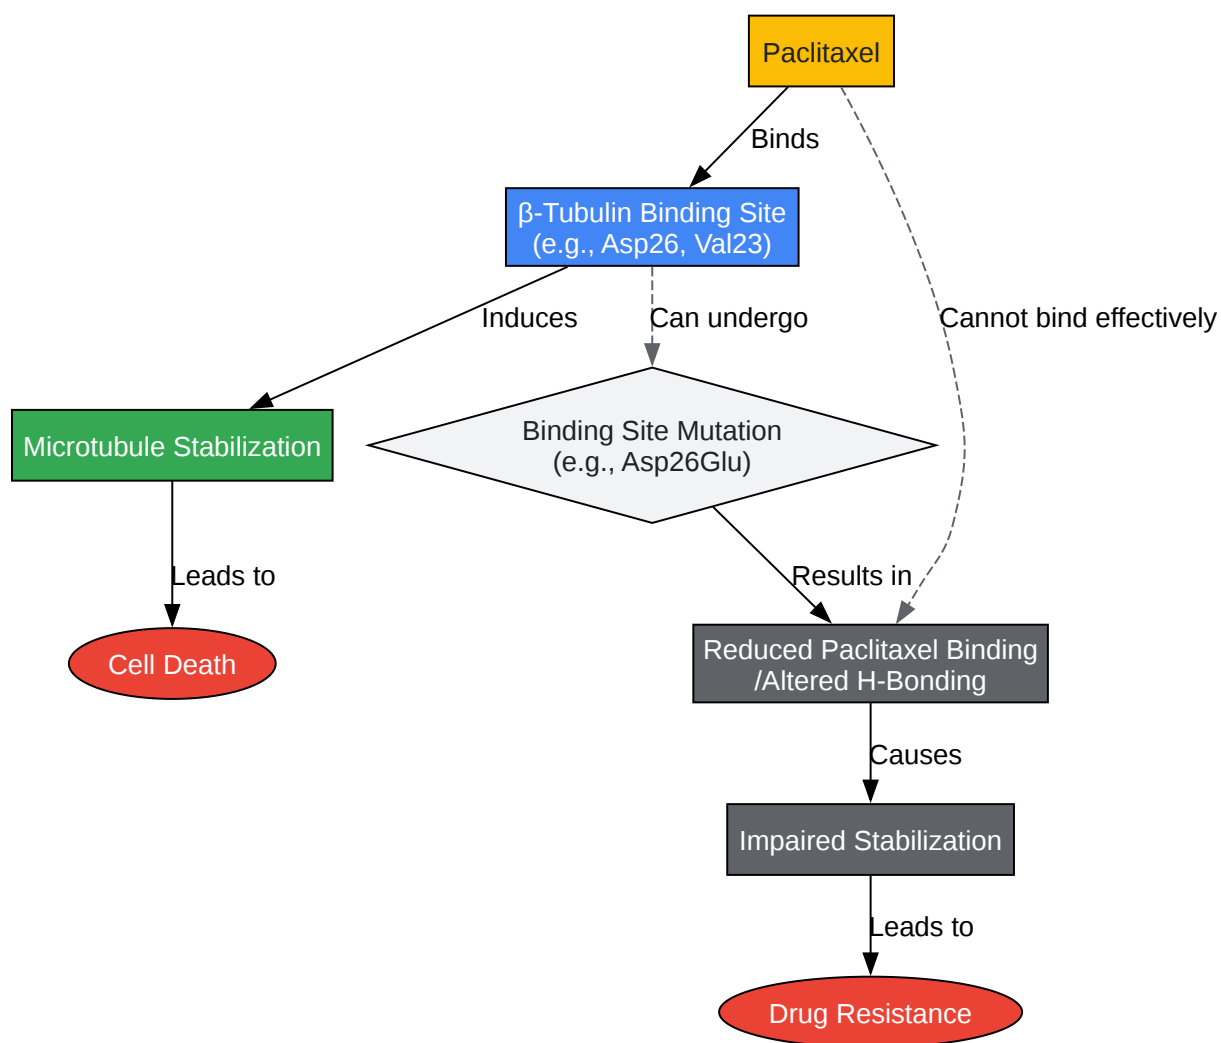 Paclitaxel
Binds
β-Tubulin Binding Site
(e.g., Asp26, Val23)
Induces
Can undergo
Cannot bind effectively
Microtubule Stabilization
Binding Site Mutation
(e.g., Asp26Glu)
Leads to
Results in
Cell Death
Reduced Paclitaxel Binding
/Altered H-Bonding
Causes
Impaired Stabilization
Leads to
Drug Resistance